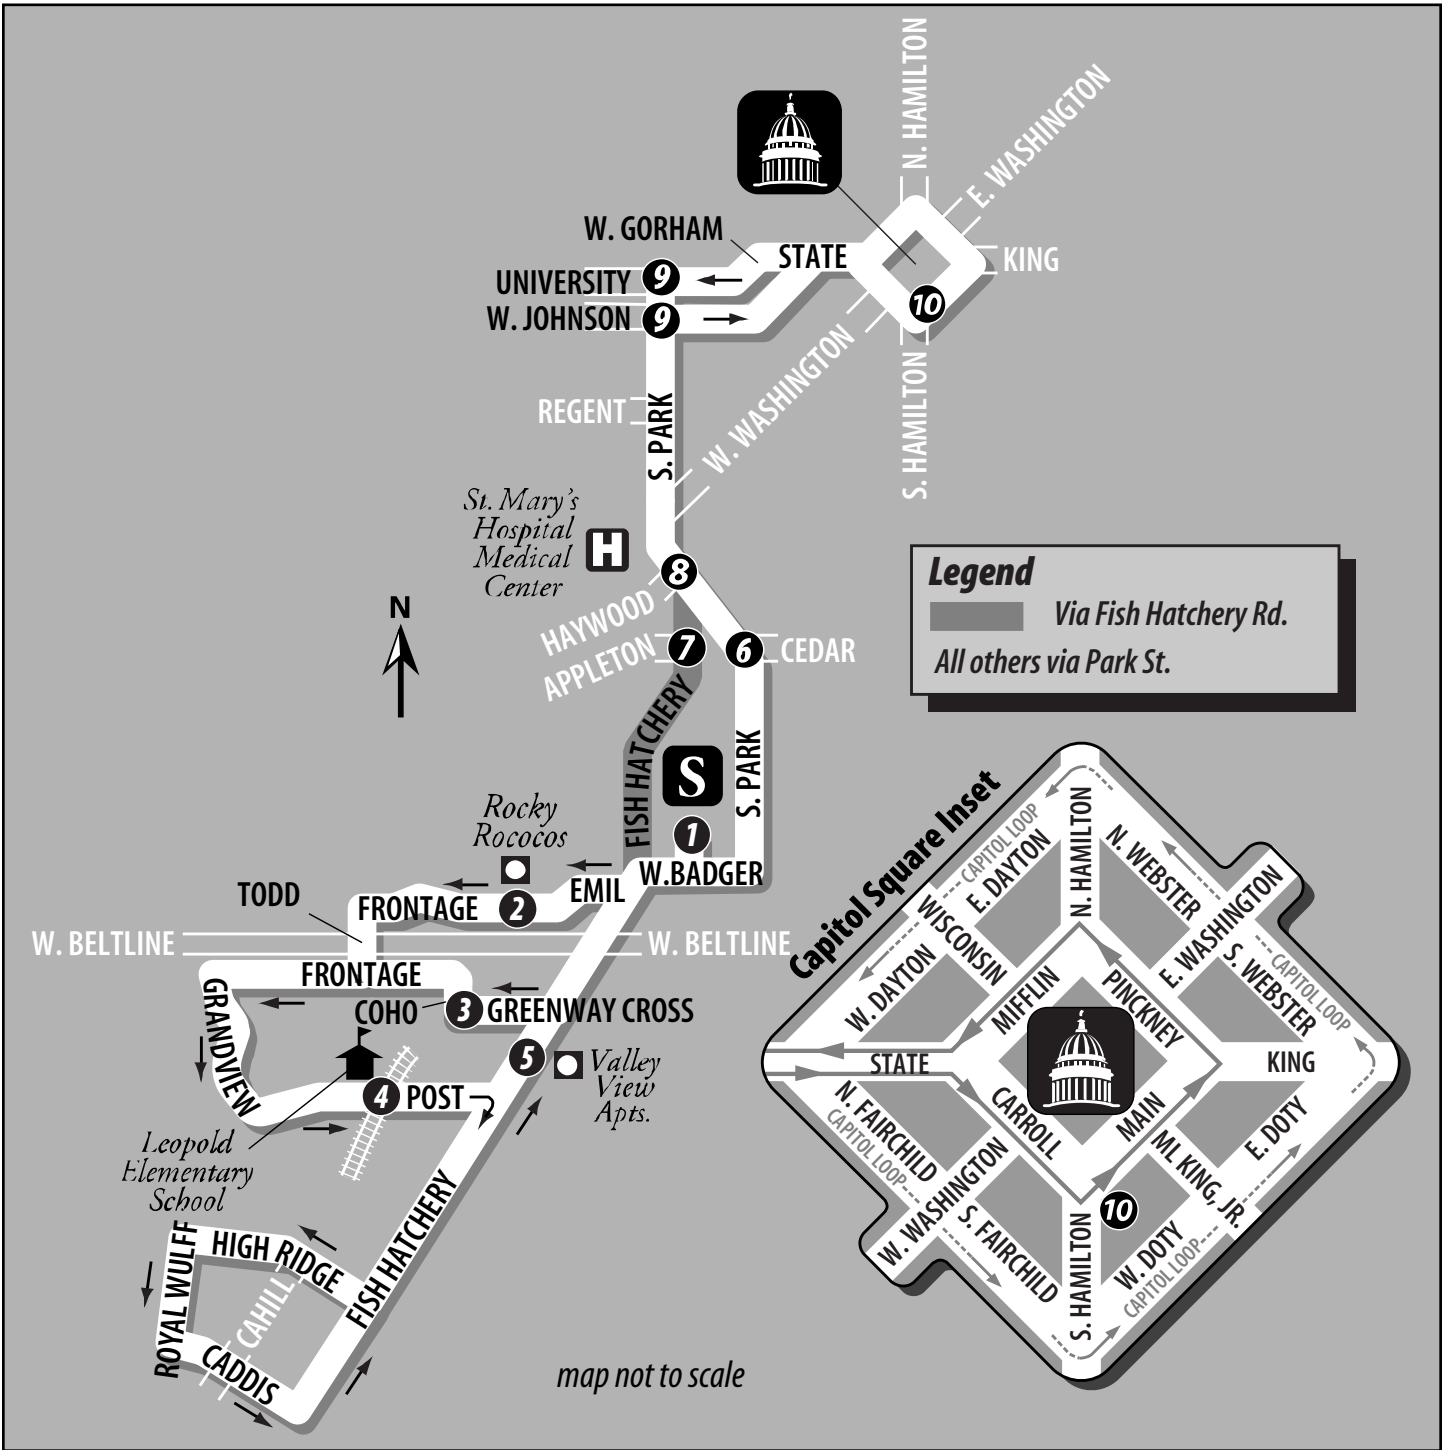 N. HAMILTON
E. WASHINGTON
W. GORHAM
STATE
KING
UNIVERSITY
9
W. JOHNSON
9
10
W. WASHINGTON
S. HAMILTON
REGENT
S. PARK
St. Mary's
Hospital
Medical
Center
H
8
HAYWOOD
N
APPLETON
7
6
CEDAR
Legend
Via Fish Hatchery Rd.
All others via Park St.
FISH HATCHERY
S
S. PARK
1
Rocky
Rococos
W.BADGER
EMIL
TODD
FRONTAGE
2
W. BELTLINE
W. BELTLINE
FRONTAGE
COHO
3
GREENWAY CROSS
GRANDVIEW
5
Valley
View
Apts.
4
POST
Leopold
Elementary
School
FISH HATCHERY
HIGH RIDGE
ROYAL WULFF
CAHILL
CADDIS
map not to scale
Capitol Square Inset
CAPITOL LOOP
E. DAYTON
N. HAMILTON
N. WEBSTER
E. WASHINGTON
WISCONSIN
W. DAYTON
MIFFLIN
PINCKNEY
S. WEBSTER
CAPITOL LOOP
STATE
KING
N. FAIRCHILD
CAPITOL LOOP
CARROLL
MAIN
E. DOTY
ML KING, JR.
W. WASHINGTON
S. FAIRCHILD
10
S. HAMILTON
W. DOTY
CAPITOL LOOP